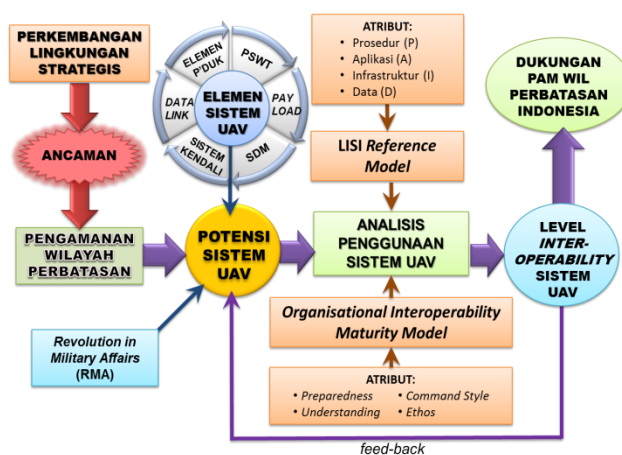 PERKEMBANGAN
LINGKUNGAN
STRATEGIS
ANCAMAN
PENGAMANAN
WILAYAH
PERBATASAN
Revolution in
Military Affairs
(RMA)
ELEMEN
P'DUK
PSWT
PAY
LOAD
SDM
SISTEM
KENDALI
DATA
LINK
ELEMEN
SISTEM
UAV
POTENSI
SISTEM
UAV
ATRIBUT:
• Prosedur (P)
• Aplikasi (A)
• Infrastruktur (I)
• Data (D)
LISI Reference
Model
ANALISIS
PENGGUNAAN
SISTEM UAV
Organisational Interoperability
Maturity Model
ATRIBUT:
• Preparedness • Command Style
• Understanding • Ethos
DUKUNGAN
PAM WIL
PERBATASAN
INDONESIA
LEVEL
INTER-
OPERABILITY
SISTEM
UAV
feed-back